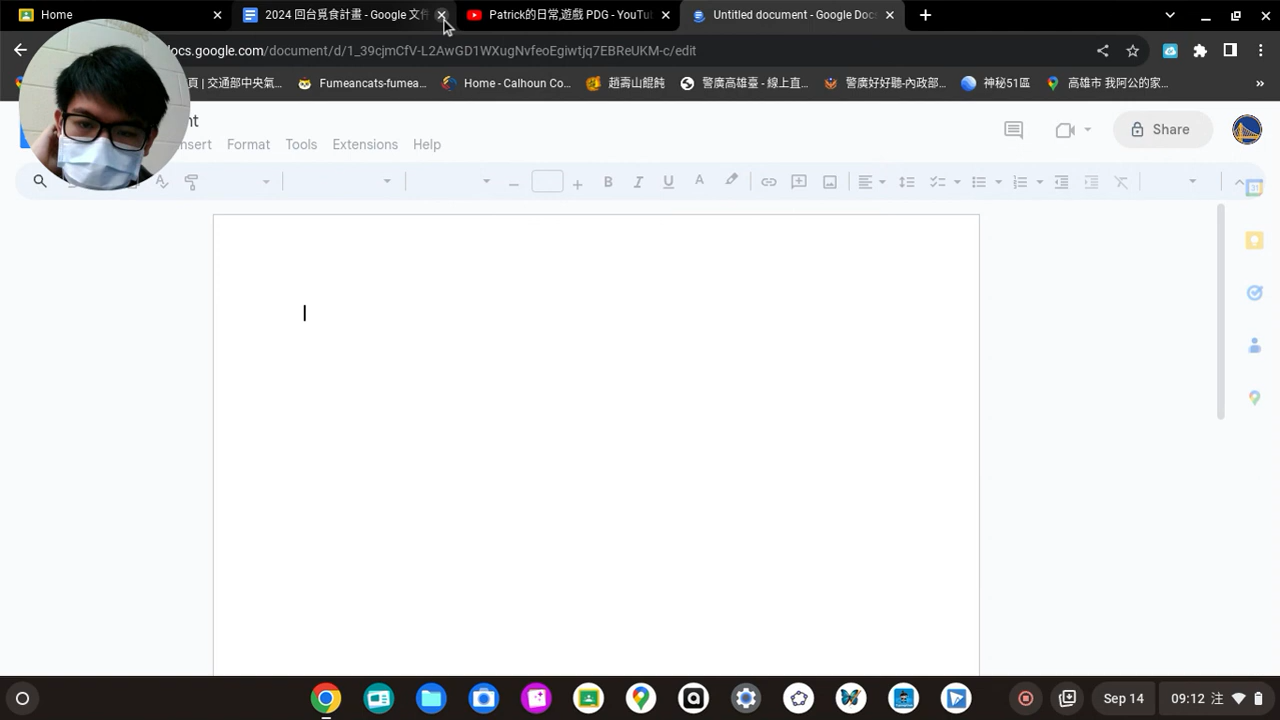 Home
2024 回台覓食計畫 - Google 文件
Patrick的日常,遊戲 PDG - YouTu
Untitled document - Google Doc
docs.google.com/document/d/1_39cjmCfV-L2AwGD1WXugNvfeoEgiwtjq7EBReUKM-c/edit
頁 | 交通部中央氣...
Fumeancats-fumea...
Home - Calhoun Co...
趙壽山餛飩
警廣高雄臺 - 線上直...
警廣好好聽-內政部...
神秘51區
高雄市 我阿公的家...
»
nt
Share
nsert Format Tools Extensions Help
B I U A
31
Sep 14
09:12 注